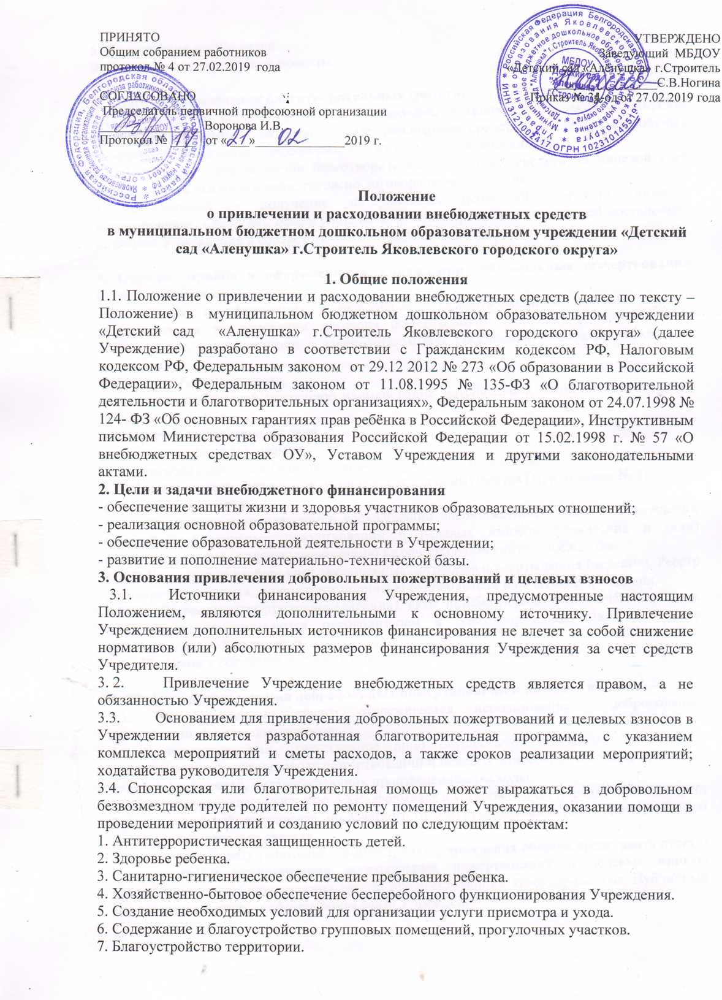 ПРИНЯТО
Общим собранием работников
протокол № 4 от 27.02.2019 года
СОГЛАСОВАНО
Председатель первичной профсоюзной организации
Воронова И.В.
Протокол № 14 от «21» 02 2019 г.
УТВЕРЖДЕНО
Заведующий МБДОУ
«Детский сад «Алёнушка» г.Строитель
Е.В.Ногина
Приказ № 34-од от 27.02.2019 года
Положение
о привлечении и расходовании внебюджетных средств
в муниципальном бюджетном дошкольном образовательном учреждении «Детский
сад «Аленушка» г.Строитель Яковлевского городского округа»
1. Общие положения
1.1. Положение о привлечении и расходовании внебюджетных средств (далее по тексту –
Положение) в муниципальном бюджетном дошкольном образовательном учреждении
«Детский сад «Аленушка» г.Строитель Яковлевского городского округа» (далее
Учреждение) разработано в соответствии с Гражданским кодексом РФ, Налоговым
кодексом РФ, Федеральным законом от 29.12 2012 № 273 «Об образовании в Российской
Федерации», Федеральным законом от 11.08.1995 № 135-ФЗ «О благотворительной
деятельности и благотворительных организациях», Федеральным законом от 24.07.1998 №
124- ФЗ «Об основных гарантиях прав ребёнка в Российской Федерации», Инструктивным
письмом Министерства образования Российской Федерации от 15.02.1998 г. № 57 «О
внебюджетных средствах ОУ», Уставом Учреждения и другими законодательными
актами.
2. Цели и задачи внебюджетного финансирования
- обеспечение защиты жизни и здоровья участников образовательных отношений;
- реализация основной образовательной программы;
- обеспечение образовательной деятельности в Учреждении;
- развитие и пополнение материально-технической базы.
3. Основания привлечения добровольных пожертвований и целевых взносов
3.1. Источники финансирования Учреждения, предусмотренные настоящим
Положением, являются дополнительными к основному источнику. Привлечение
Учреждением дополнительных источников финансирования не влечет за собой снижение
нормативов (или) абсолютных размеров финансирования Учреждения за счет средств
Учредителя.
3. 2. Привлечение Учреждение внебюджетных средств является правом, а не
обязанностью Учреждения.
3.3. Основанием для привлечения добровольных пожертвований и целевых взносов в
Учреждении является разработанная благотворительная программа, с указанием
комплекса мероприятий и сметы расходов, а также сроков реализации мероприятий;
ходатайства руководителя Учреждения.
3.4. Спонсорская или благотворительная помощь может выражаться в добровольном
безвозмездном труде родителей по ремонту помещений Учреждения, оказании помощи в
проведении мероприятий и созданию условий по следующим проектам:
1. Антитеррористическая защищенность детей.
2. Здоровье ребенка.
3. Санитарно-гигиеническое обеспечение пребывания ребенка.
4. Хозяйственно-бытовое обеспечение бесперебойного функционирования Учреждения.
5. Создание необходимых условий для организации услуги присмотра и ухода.
6. Содержание и благоустройство групповых помещений, прогулочных участков.
7. Благоустройство территории.